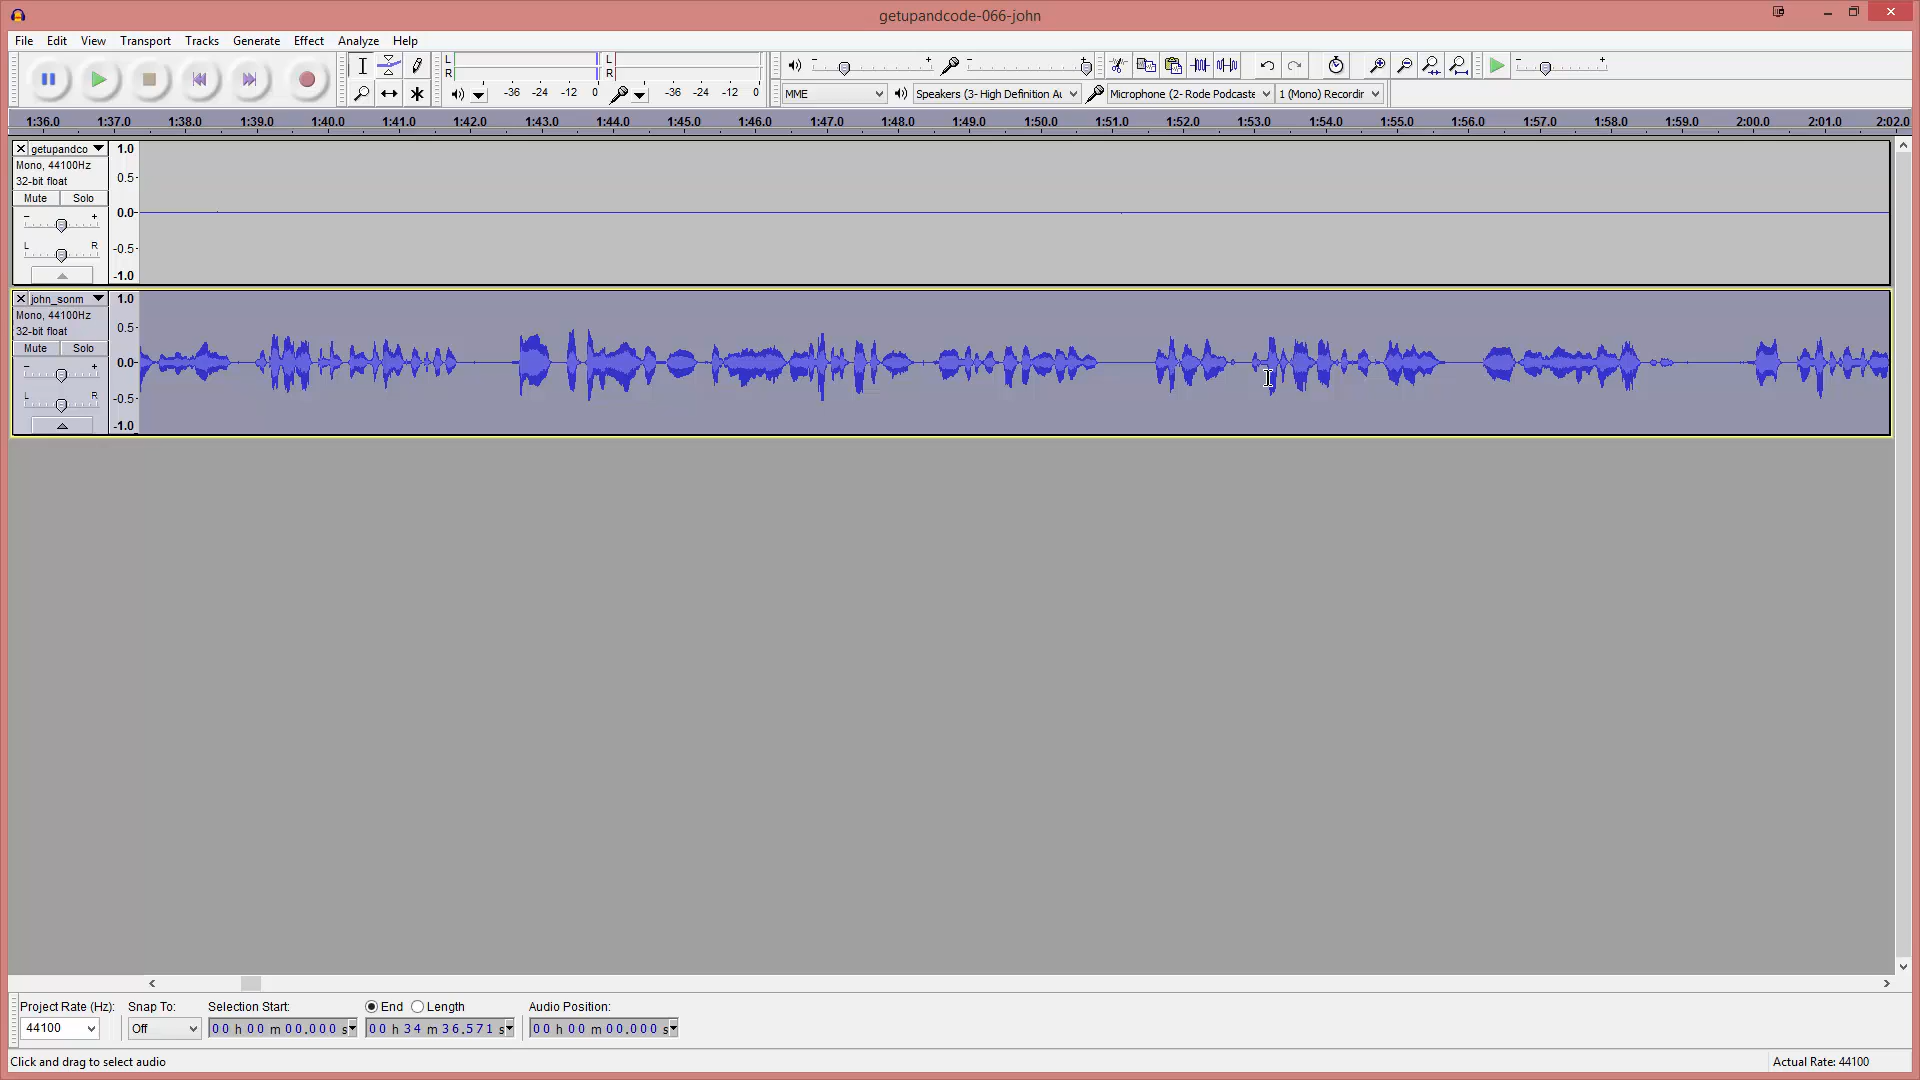 getupandcode-066-john
File Edit View Transport Tracks Generate Effect Analyze Help
L
R
-36 -24 -12 0
L
R
-36 -24 -12 0
- +
- +
- +
MME
Speakers (3- High Definition Au
Microphone (2- Rode Podcaste
1 (Mono) Recordir
1:36.0 1:37.0 1:38.0 1:39.0 1:40.0 1:41.0 1:42.0 1:43.0 1:44.0 1:45.0 1:46.0 1:47.0 1:48.0 1:49.0 1:50.0 1:51.0 1:52.0 1:53.0 1:54.0 1:55.0 1:56.0 1:57.0 1:58.0 1:59.0 2:00.0 2:01.0 2:02.0
getupandco
Mono, 44100Hz
32-bit float
Mute Solo
- +
L R
1.0
0.5-
0.0-
-0.5-
-1.0
john_sonm
Mono, 44100Hz
32-bit float
Mute Solo
- +
L R
1.0
0.5-
0.0-
-0.5-
-1.0
Project Rate (Hz): Snap To: Selection Start: End Length Audio Position:
44100 Off 00 h 00 m 00.000 s 00 h 34 m 36.571 s 00 h 00 m 00.000 s
Click and drag to select audio
Actual Rate: 44100